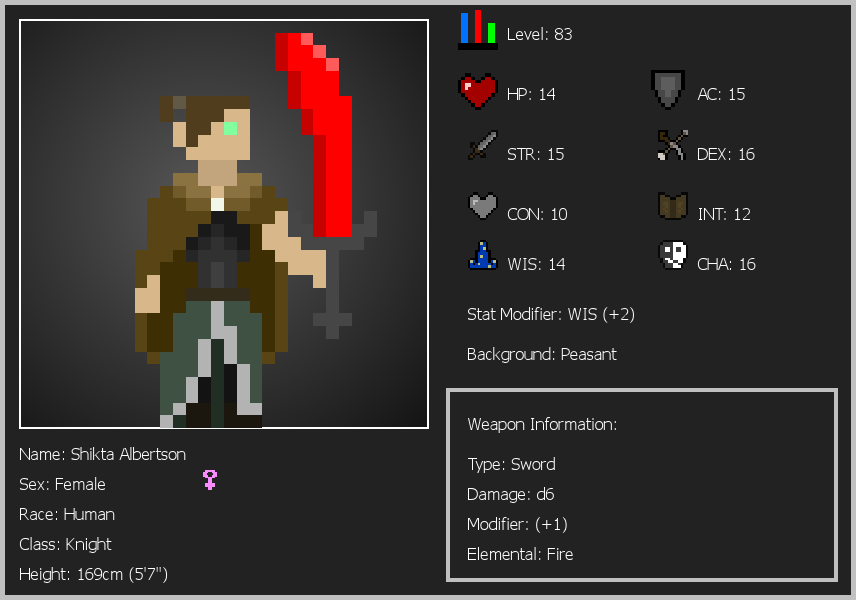 Level: 83
HP: 14
AC: 15
STR: 15
DEX: 16
CON: 10
INT: 12
WIS: 14
CHA: 16
Stat Modifier: WIS (+2)
Background: Peasant
Name: Shikta Albertson
Sex: Female
Race: Human
Class: Knight
Height: 169cm (5'7")
Weapon Information:
Type: Sword
Damage: d6
Modifier: (+1)
Elemental: Fire